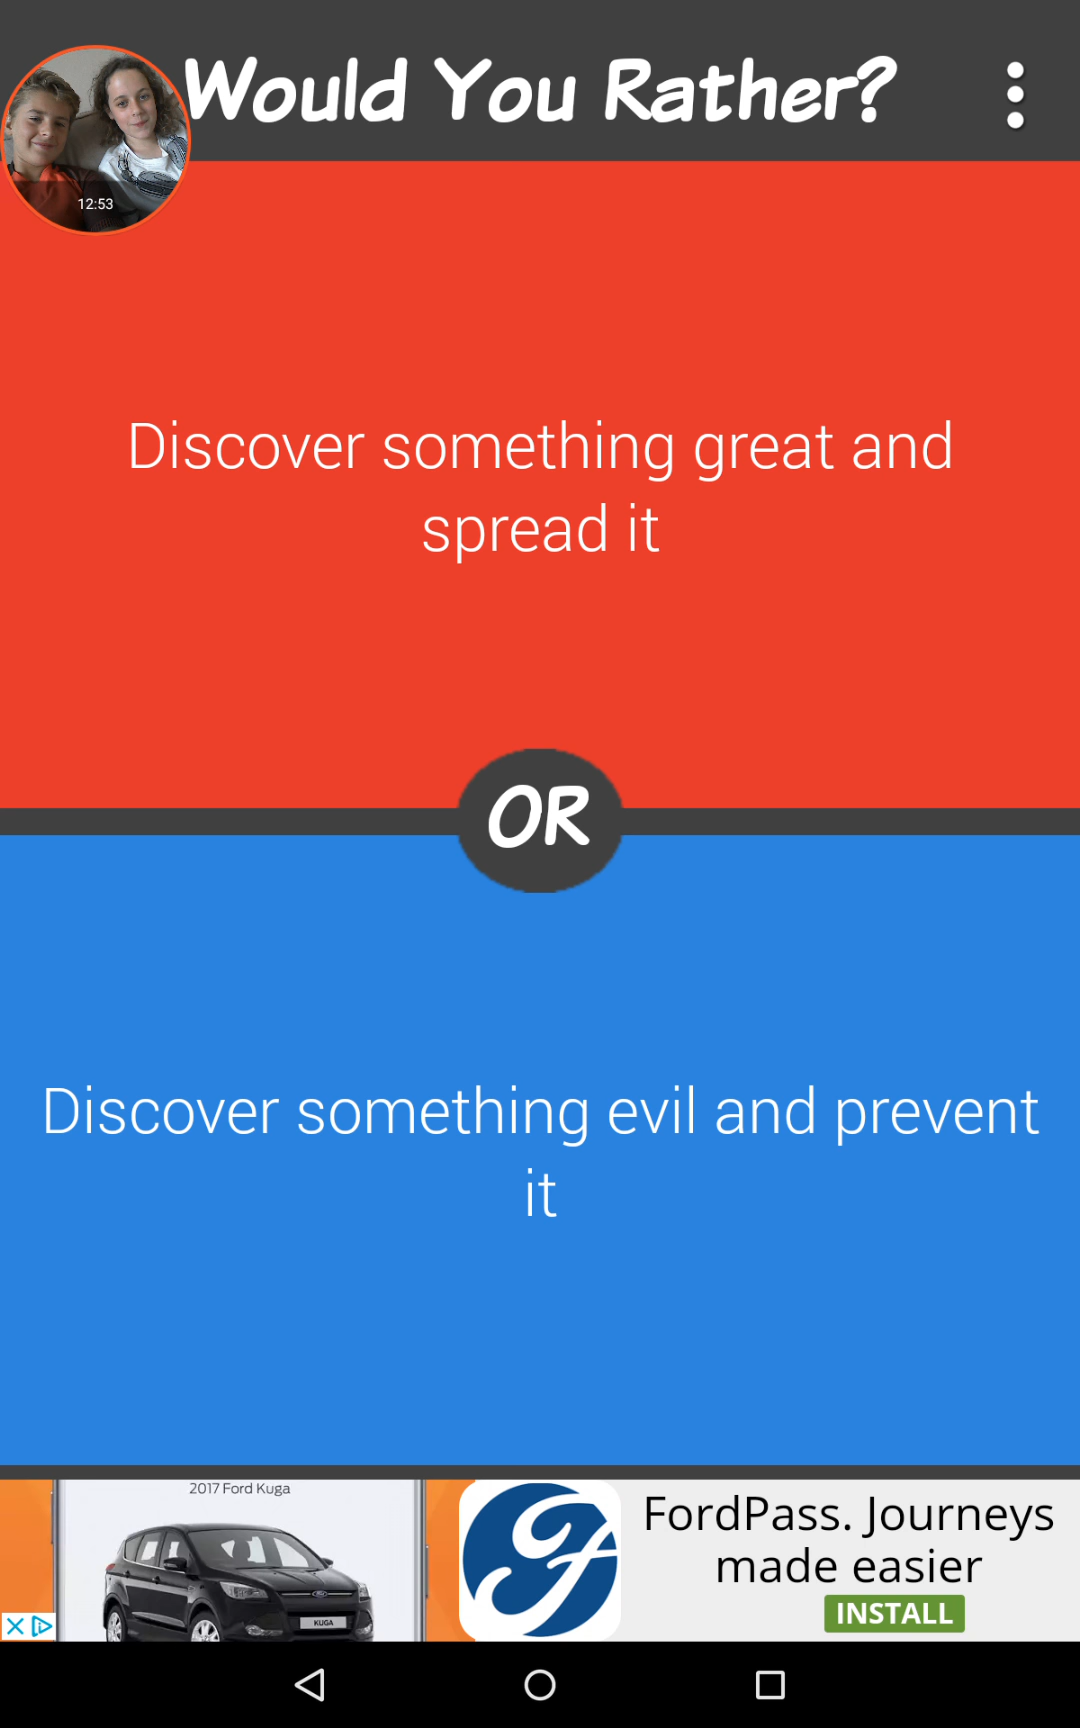 Would You Rather?
12:53
Discover something great and
spread it
OR
Discover something evil and prevent
it
2017 Ford Kuga
KUGA
FordPass. Journeys
made easier
INSTALL